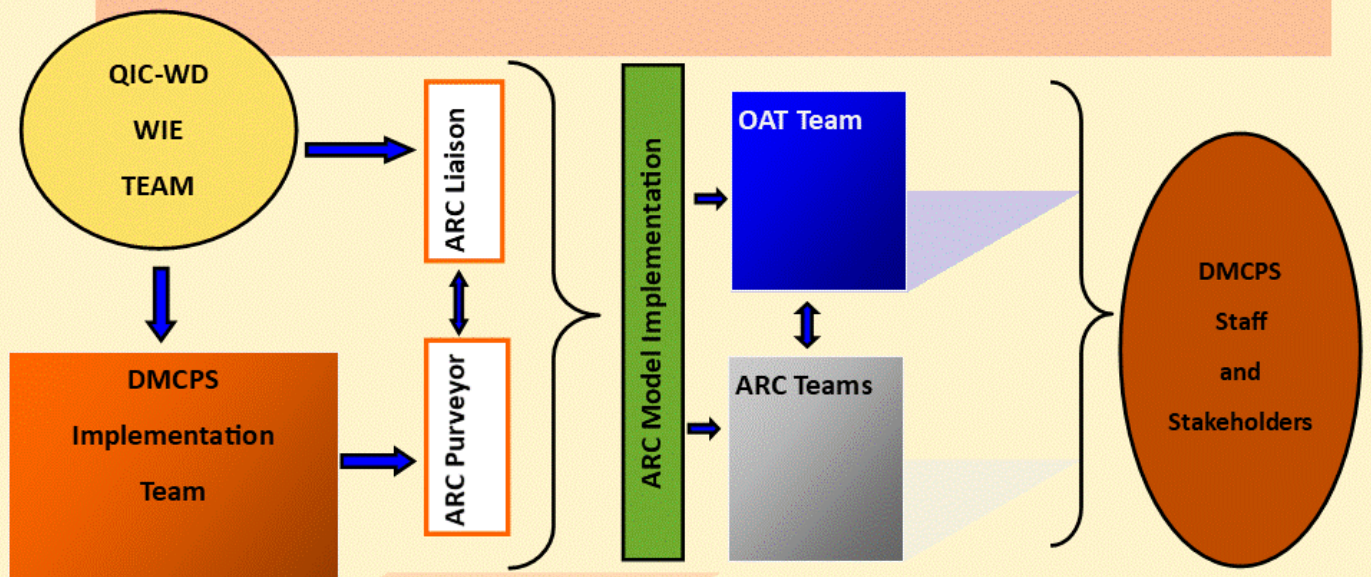 QIC-WD
WIE
TEAM
DMCPS
Implementation
Team
ARC Liaison
ARC Purveyor
ARC Model Implementation
OAT Team
ARC Teams
DMCPS
Staff
and
Stakeholders